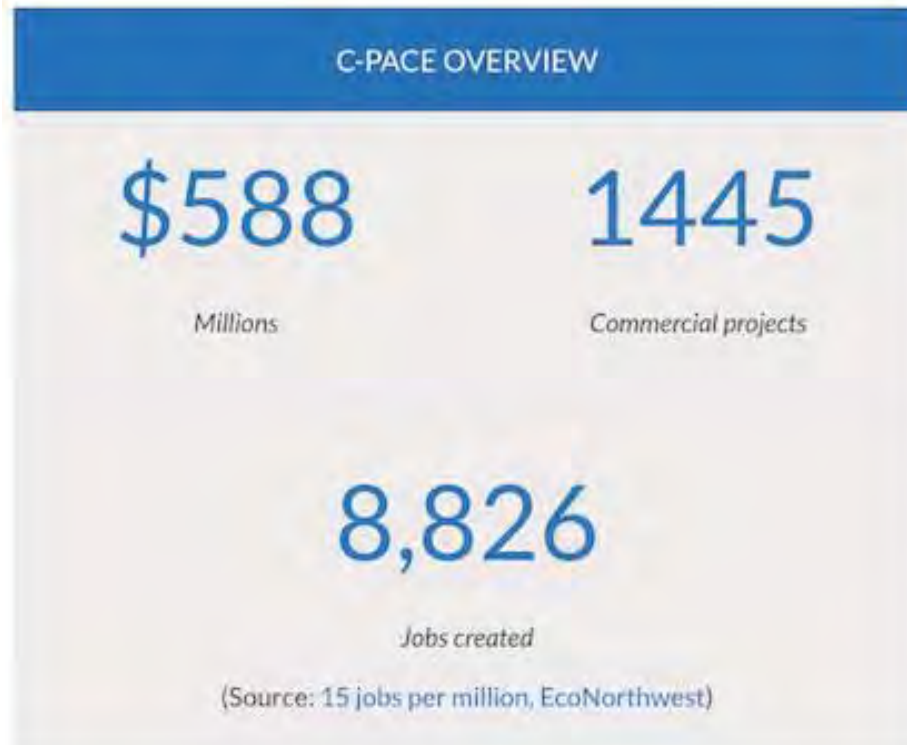 C-PACE OVERVIEW
$588 1445
Millions Commercial projects
8,826
Jobs created
(Source: 15 jobs per million, EcoNorthwest)